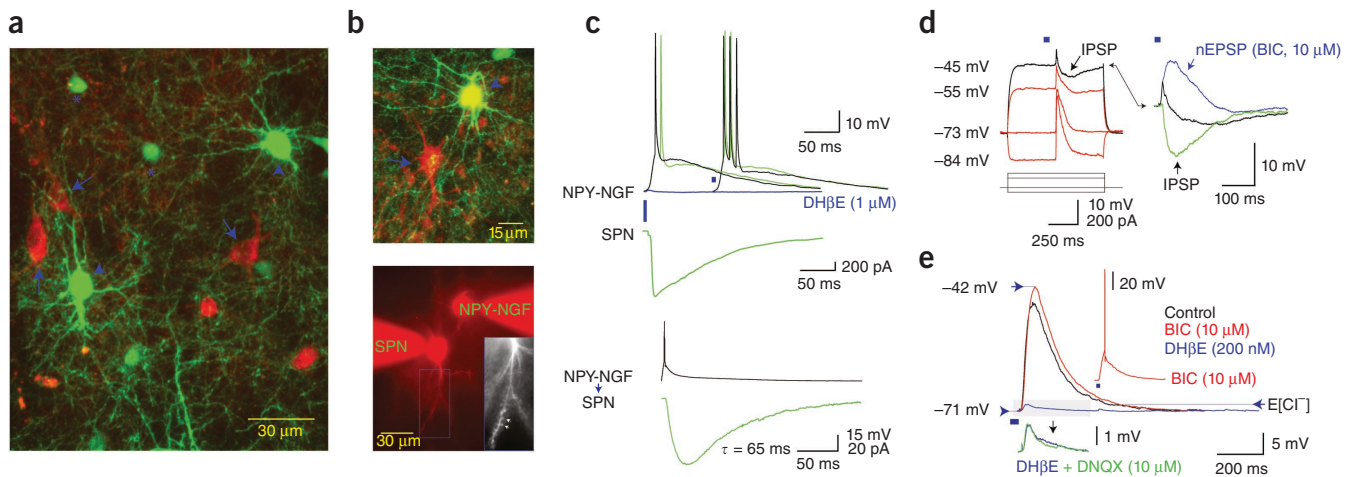 a
*
*
30 µm
b
15 µm
NPY-NGF
SPN
30 µm
c
10 mV
50 ms
NPY-NGF
DHβE (1 µM)
SPN
200 pA
50 ms
NPY-NGF
SPN
τ = 65 ms
15 mV
20 pA
50 ms
d
IPSP
nEPSP (BIC, 10 µM)
–45 mV
–55 mV
–73 mV
–84 mV
IPSP
10 mV
100 ms
10 mV
200 pA
250 ms
e
–42 mV
20 mV
Control
BIC (10 µM)
DHβE (200 nM)
BIC (10 µM)
–71 mV
E[Cl–]
1 mV
5 mV
200 ms
DHβE + DNQX (10 µM)